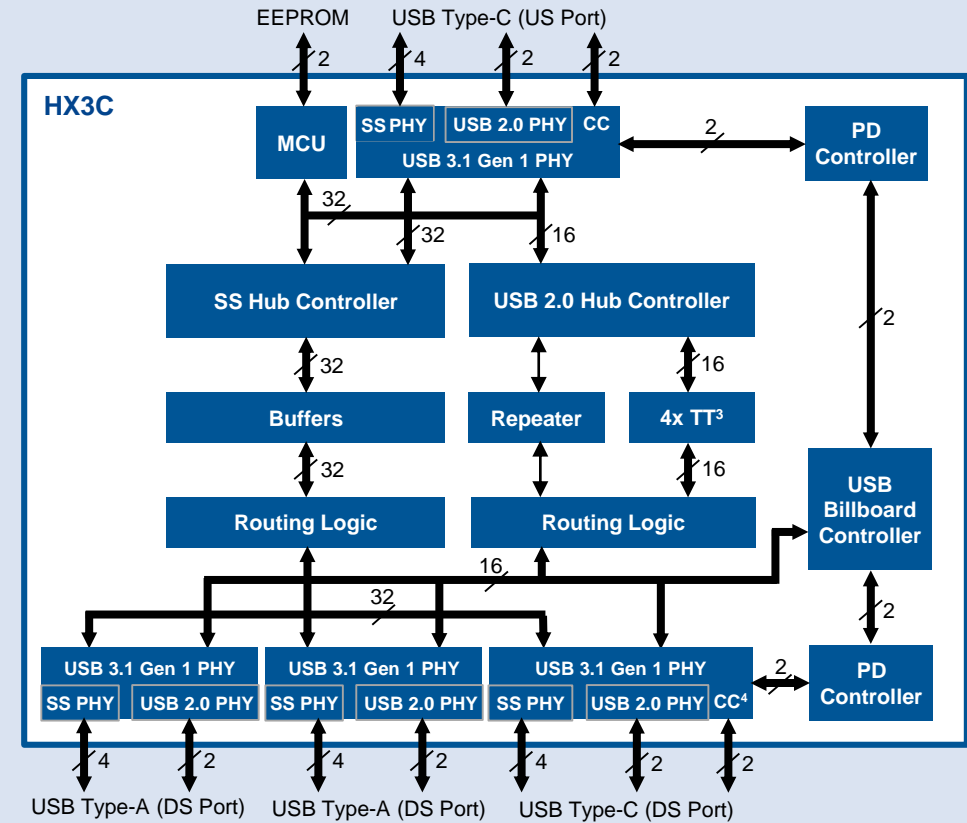 EEPROM USB Type-C (US Port)
2 4 2 2
HX3C
MCU
SS PHY USB 2.0 PHY CC
USB 3.1 Gen 1 PHY
2
PD
Controller
32
32
16
SS Hub Controller
USB 2.0 Hub Controller
2
32
16
Buffers
Repeater
4x TT³
32
16
USB
Billboard
Controller
Routing Logic
Routing Logic
16
32
2
USB 3.1 Gen 1 PHY
SS PHY USB 2.0 PHY
USB 3.1 Gen 1 PHY
SS PHY USB 2.0 PHY
USB 3.1 Gen 1 PHY
SS PHY USB 2.0 PHY CC⁴
2
PD
Controller
4 2 4 2 4 2 2
USB Type-A (DS Port) USB Type-A (DS Port) USB Type-C (DS Port)